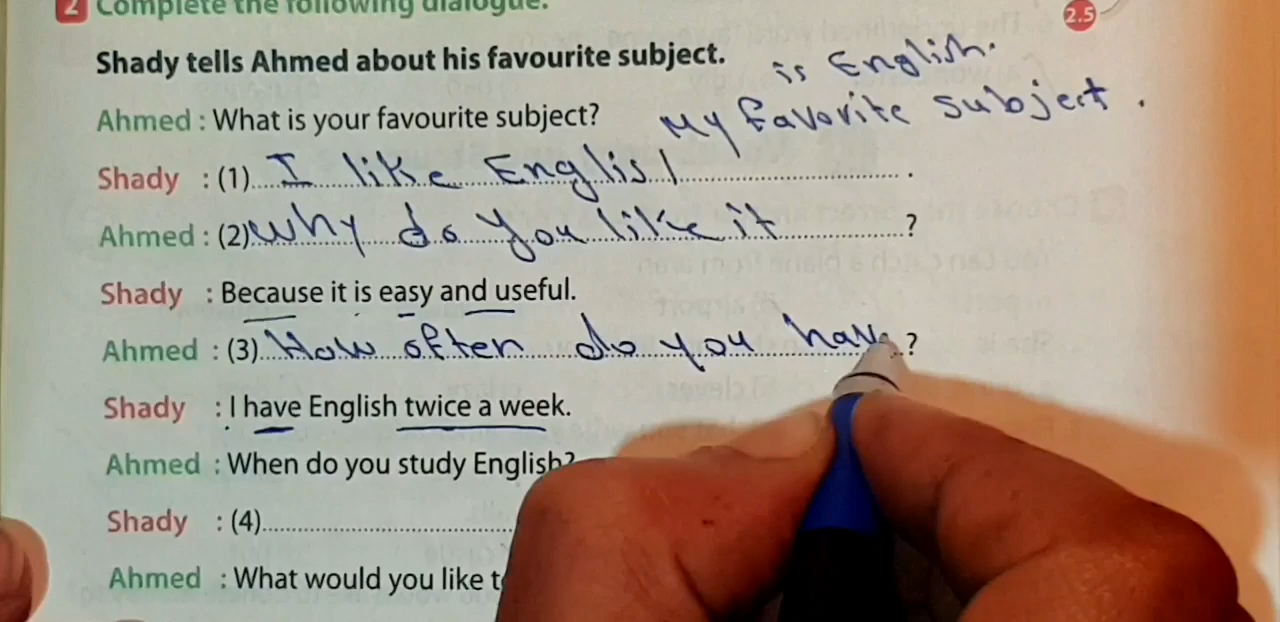 2 Complete the following dialogue.
2.5
Shady tells Ahmed about his favourite subject.
is English.
Ahmed : What is your favourite subject?
My favorite subject .
Shady : (1) I like Englis .
Ahmed : (2) Why do you like it ?
Shady : Because it is easy and useful.
Ahmed : (3) How often do you have ?
Shady : I have English twice a week.
Ahmed : When do you study English?
Shady : (4)
Ahmed : What would you like